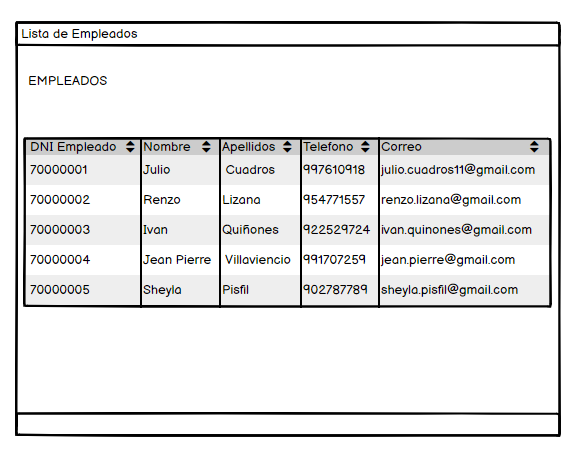 Lista de Empleados
EMPLEADOS
DNI Empleado Nombre Apellidos Telefono Correo
70000001 Julio Cuadros 997610918 julio.cuadros11@gmail.com
70000002 Renzo Lizana 954771557 renzo.lizana@gmail.com
70000003 Ivan Quiñones 922529724 ivan.quinones@gmail.com
70000004 Jean Pierre Villaviencio 991707259 jean.pierre@gmail.com
70000005 Sheyla Pisfil 902787789 sheyla.pisfil@gmail.com